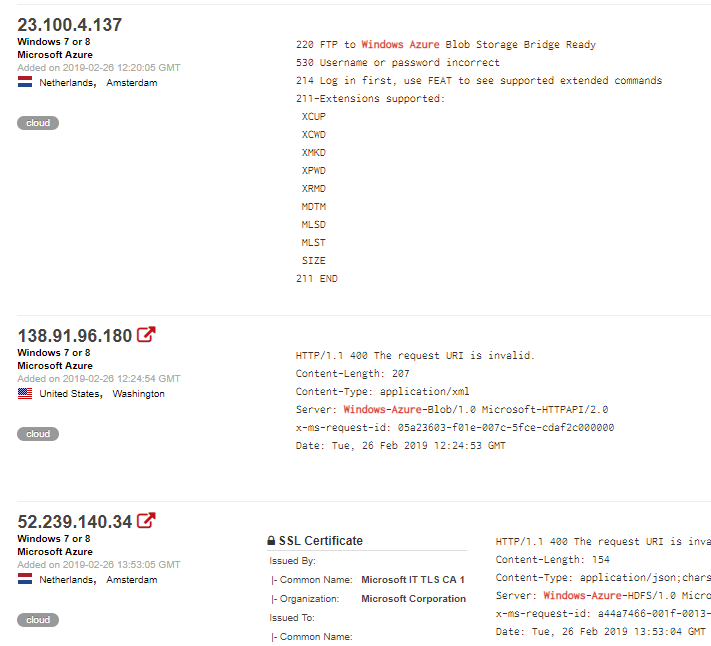 23.100.4.137
Windows 7 or 8
Microsoft Azure
Added on 2019-02-26 12:20:05 GMT
Netherlands, Amsterdam
cloud
220 FTP to Windows Azure Blob Storage Bridge Ready
530 Username or password incorrect
214 Log in first, use FEAT to see supported extended commands
211-Extensions supported:
XCUP
XCWD
XMKD
XPWD
XRMD
MDTM
MLSD
MLST
SIZE
211 END
138.91.96.180
Windows 7 or 8
Microsoft Azure
Added on 2019-02-26 12:24:54 GMT
United States, Washington
cloud
HTTP/1.1 400 The request URI is invalid.
Content-Length: 207
Content-Type: application/xml
Server: Windows-Azure-Blob/1.0 Microsoft-HTTPAPI/2.0
x-ms-request-id: 05a23603-f01e-007c-5fce-cdaf2c000000
Date: Tue, 26 Feb 2019 12:24:53 GMT
52.239.140.34
Windows 7 or 8
Microsoft Azure
Added on 2019-02-26 13:53:05 GMT
Netherlands, Amsterdam
cloud
SSL Certificate
Issued By:
|- Common Name: Microsoft IT TLS CA 1
|- Organization: Microsoft Corporation
Issued To:
|- Common Name:
HTTP/1.1 400 The request URI is inva
Content-Length: 154
Content-Type: application/json;chars
Server: Windows-Azure-HDFS/1.0 Micro
x-ms-request-id: a44a7466-001f-0013-
Date: Tue, 26 Feb 2019 13:53:04 GMT